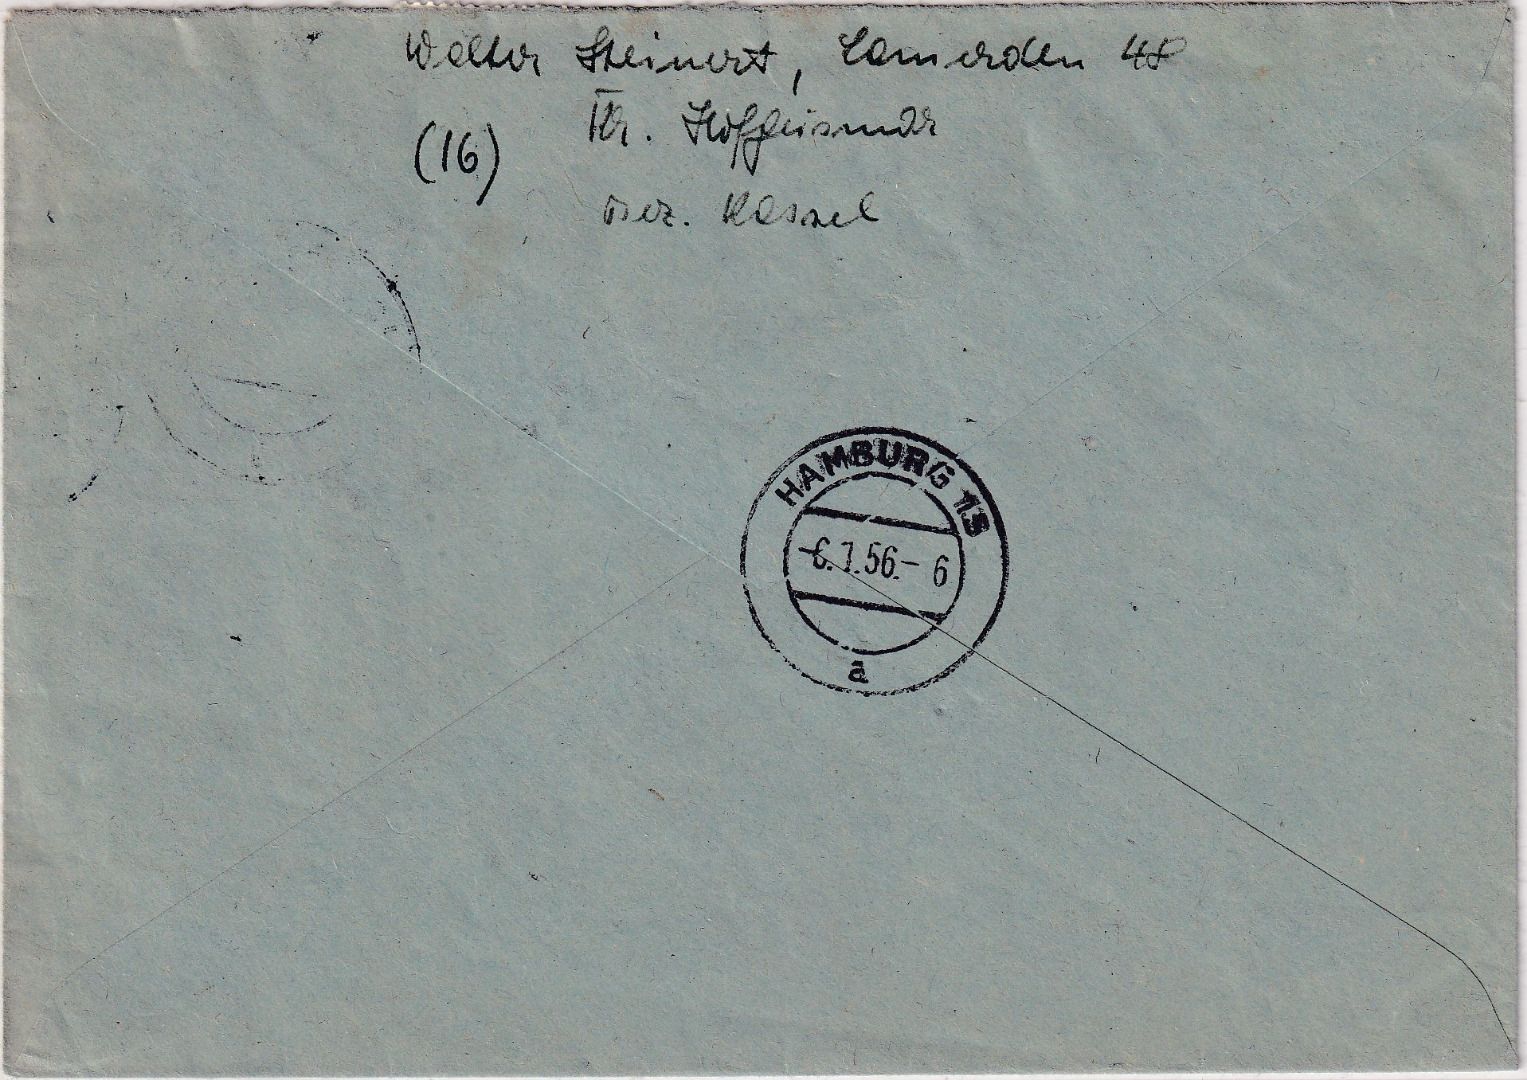 Walter Steinert, Lamerden 48
Kr. Hofgeismar
(16)
Bez. Kassel
HAMBURG 13
-6.7.56.- 6
a